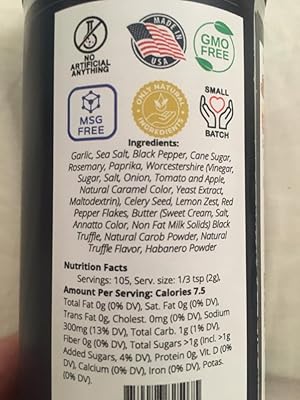 NO
ARTIFICIAL
ANYTHING
MADE IN
USA
GMO
FREE
MSG
FREE
ONLY NATURAL
INGREDIENTS
SMALL
BATCH
Ingredients:
Garlic, Sea Salt, Black Pepper, Cane Sugar,
Rosemary, Paprika, Worcestershire (Vinegar,
Sugar, Salt, Onion, Tomato and Apple,
Natural Caramel Color, Yeast Extract,
Maltodextrin), Celery Seed, Lemon Zest, Red
Pepper Flakes, Butter (Sweet Cream, Salt,
Annatto Color, Non Fat Milk Solids) Black
Truffle, Natural Carob Powder, Natural
Truffle Flavor, Habanero Powder
Nutrition Facts
Servings: 105, Serv. size: 1/3 tsp (2g),
Amount Per Serving: Calories 7.5
Total Fat 0g (0% DV), Sat. Fat 0g (0%
DV), Trans Fat 0g, Cholest. 0mg (0% DV), Sodium
300mg (13% DV), Total Carb. 1g (1% DV),
Fiber 0g (0% DV), Total Sugars >1g (Incl. >1g
Added Sugars, 4% DV), Protein 0g, Vit. D (0%
DV), Calcium (0% DV), Iron (0% DV), Potas.
(0% DV).